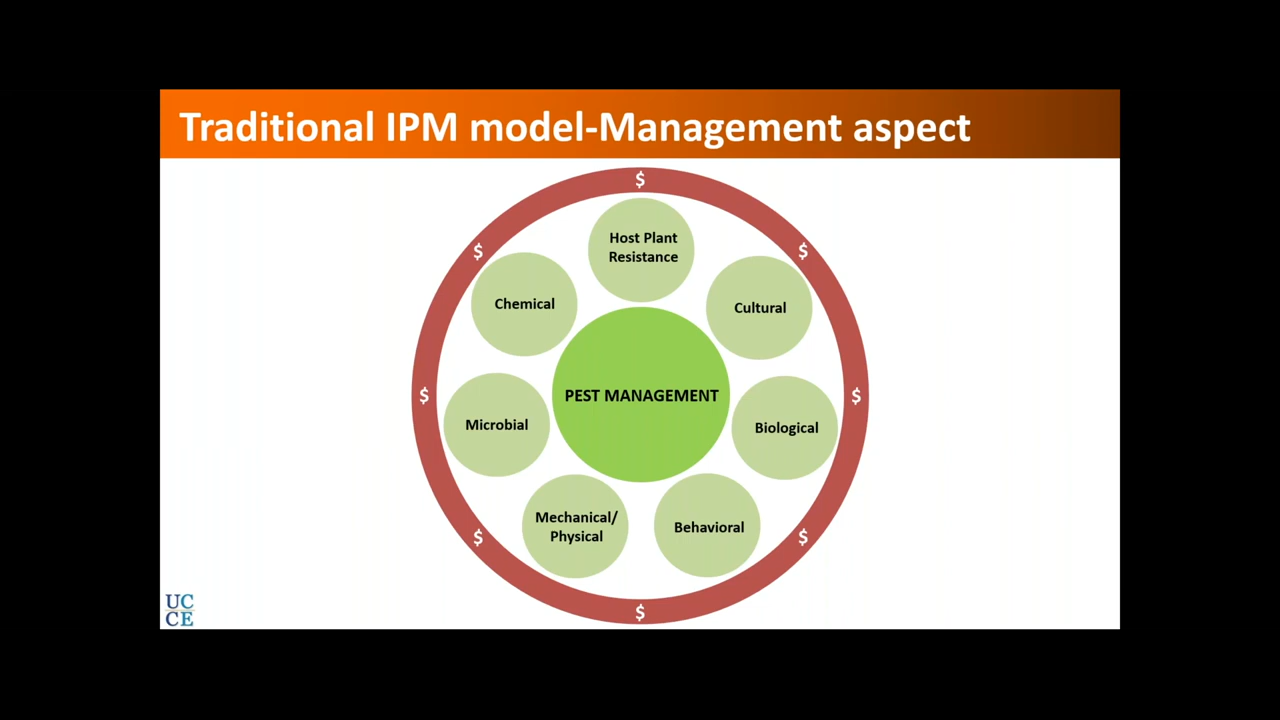 Traditional IPM model-Management aspect
$
$
$
Host Plant
Resistance
Chemical
Cultural
PEST MANAGEMENT
$
$
Microbial
Biological
Mechanical/
Physical
Behavioral
$
$
$
UC
CE